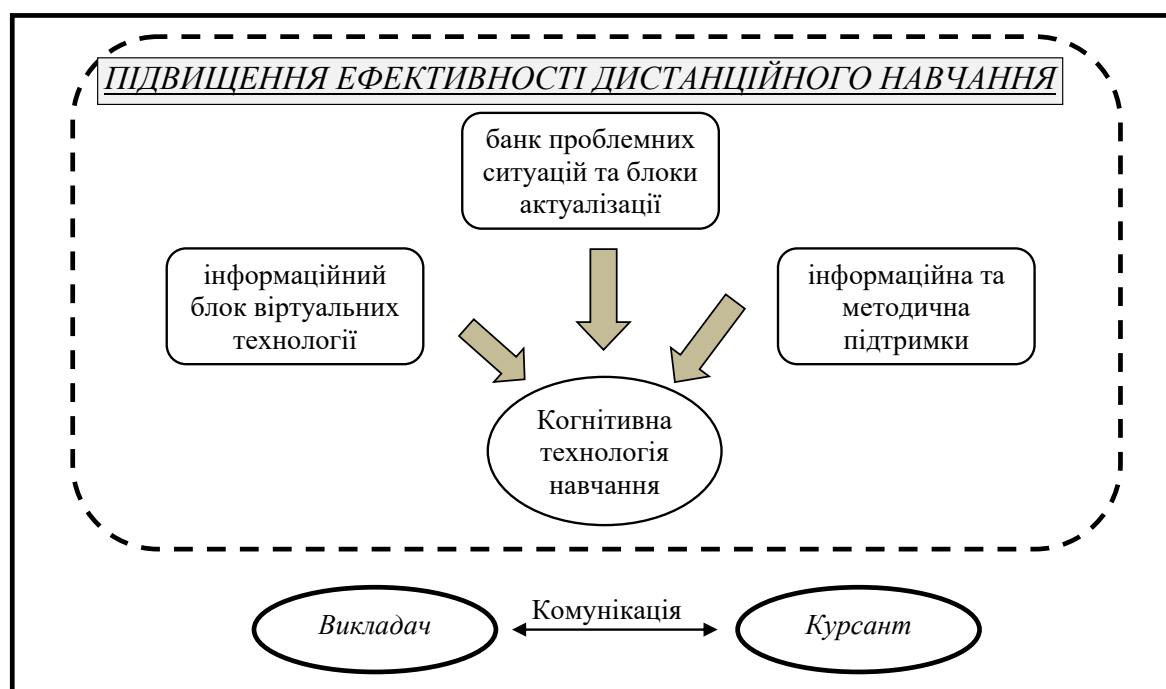 ПІДВИЩЕННЯ ЕФЕКТИВНОСТІ ДИСТАНЦІЙНОГО НАВЧАННЯ
банк проблемних
ситуацій та блоки
актуалізації
інформаційний
блок віртуальних
технології
інформаційна та
методична
підтримки
Когнітивна
технологія
навчання
Викладач
Комунікація
Курсант